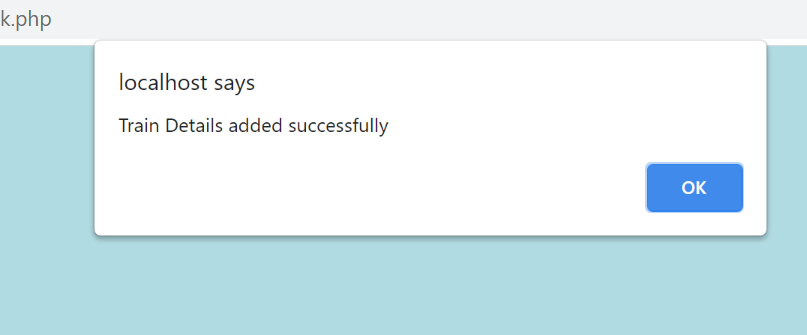 k.php
localhost says
Train Details added successfully
OK